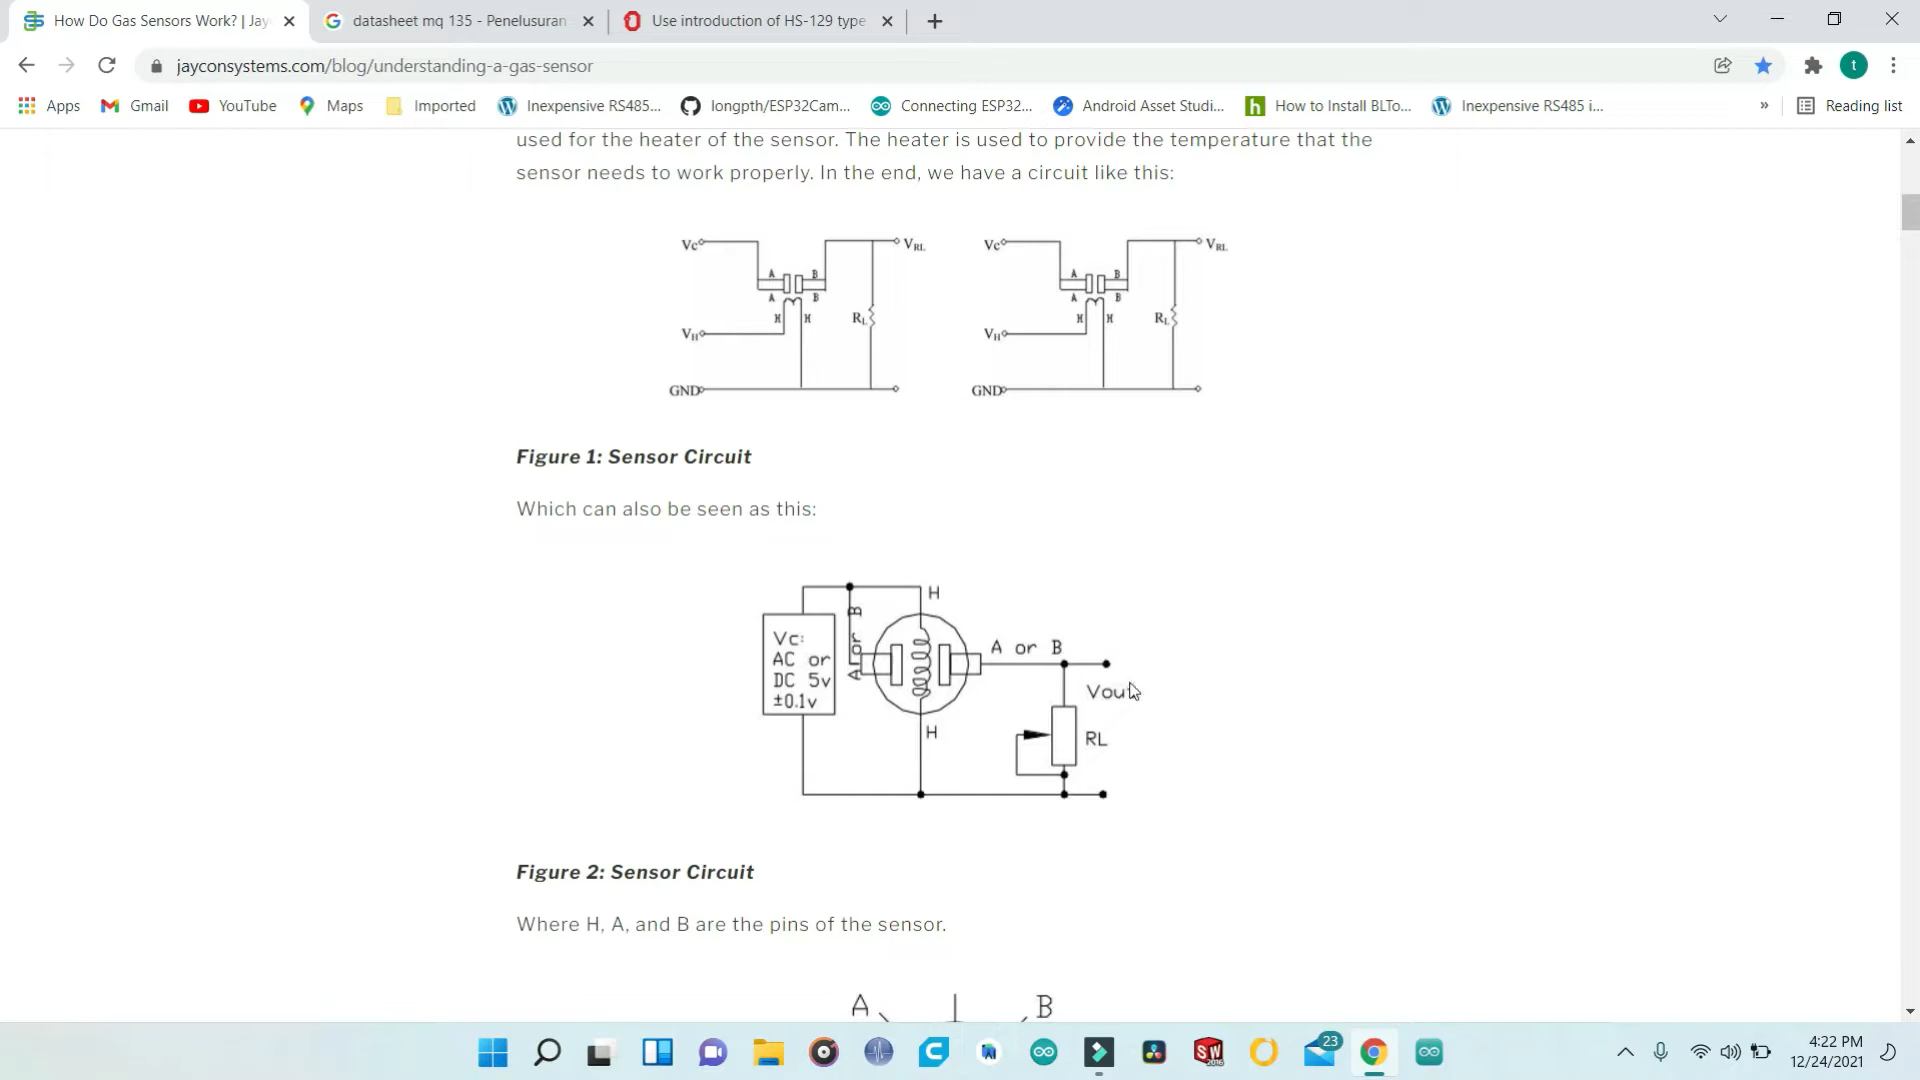 How Do Gas Sensors Work? | Jay
datasheet mq 135 - Penelusuran
Use introduction of HS-129 type
jayconsystems.com/blog/understanding-a-gas-sensor
t
Apps
Gmail
YouTube
Maps
Imported
Inexpensive RS485...
longpth/ESP32Cam...
Connecting ESP32...
Android Asset Studi...
How to Install BLTo...
Inexpensive RS485 i...
»
Reading list
used for the heater of the sensor. The heater is used to provide the temperature that the
sensor needs to work properly. In the end, we have a circuit like this:
Vc VRL Vc VRL
A B A B
A B A B
H H RL H H RL
VH VH
GND GND
Figure 1: Sensor Circuit
Which can also be seen as this:
H
A or B
Vc:
AC or
DC 5v
±0.1v
A or B
Vout
H
RL
Figure 2: Sensor Circuit
Where H, A, and B are the pins of the sensor.
A B
23
SW
2016
4:22 PM
12/24/2021